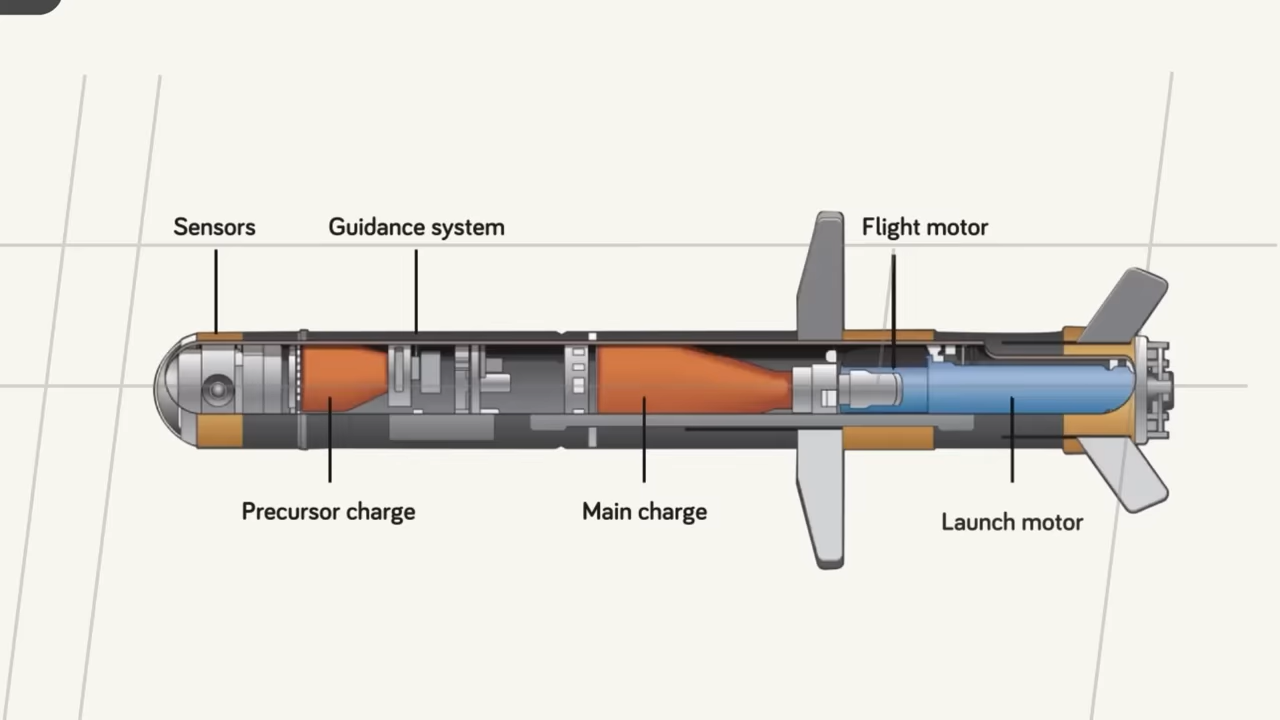 Sensors
Guidance system
Flight motor
Precursor charge
Main charge
Launch motor